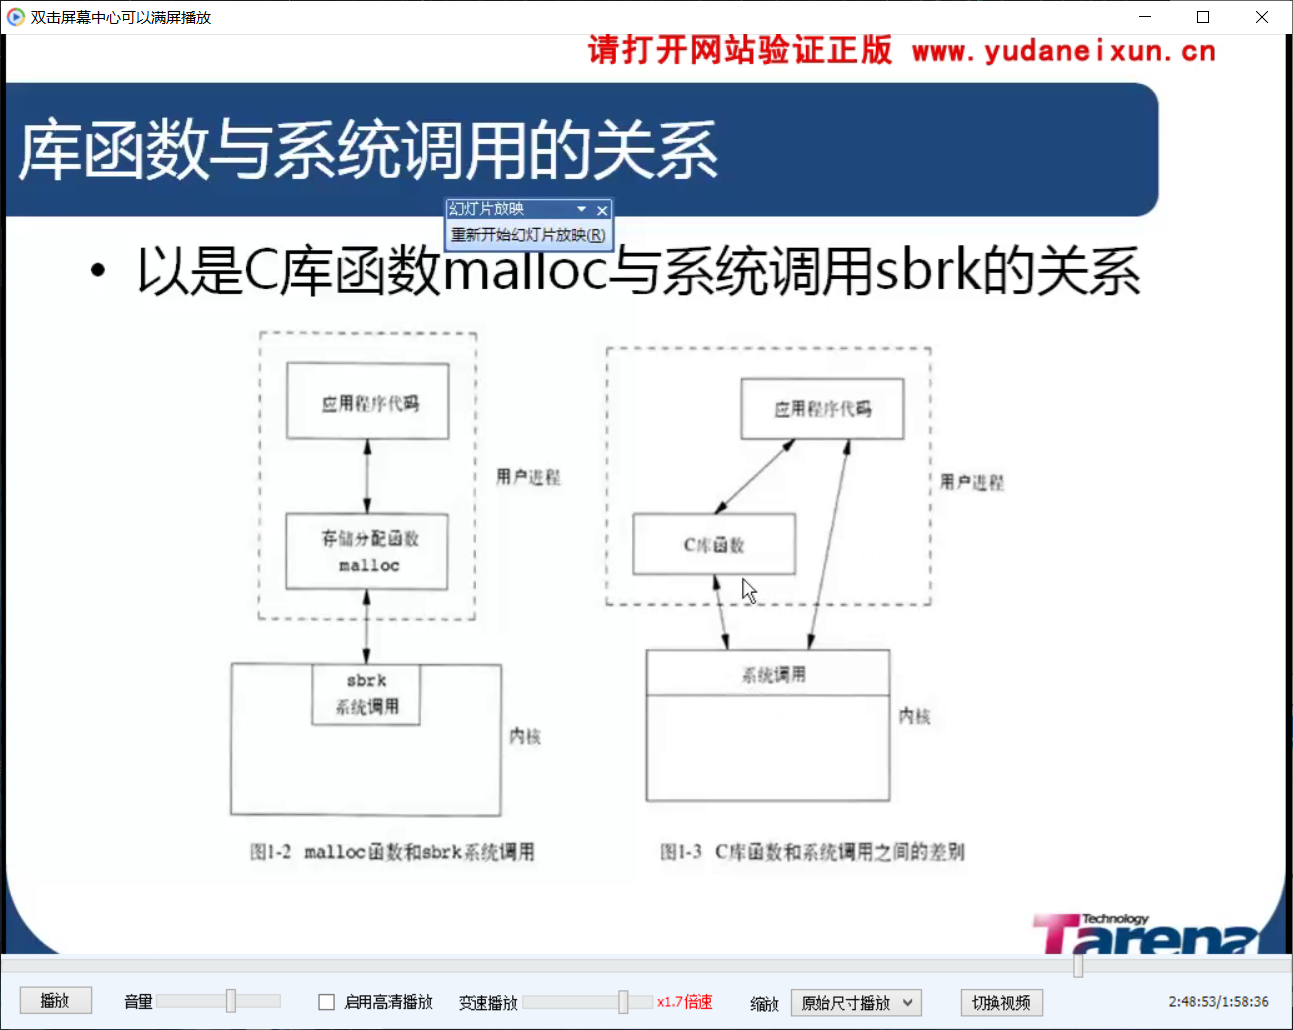 双击屏幕中心可以满屏播放
请打开网站验证正版 www.yudaneixun.cn
库函数与系统调用的关系
幻灯片放映
重新开始幻灯片放映(R)
• 以是C库函数malloc与系统调用sbrk的关系
应用程序代码
用户进程
存储分配函数
malloc
sbrk
系统调用
内核
图1-2 malloc函数和sbrk系统调用
应用程序代码
用户进程
C库函数
系统调用
内核
图1-3 C库函数和系统调用之间的差别
Technology
Tarena
播放 音量 启用高清播放 变速播放 x1.7倍速 缩放 原始尺寸播放 切换视频 2:48:53/1:58:36